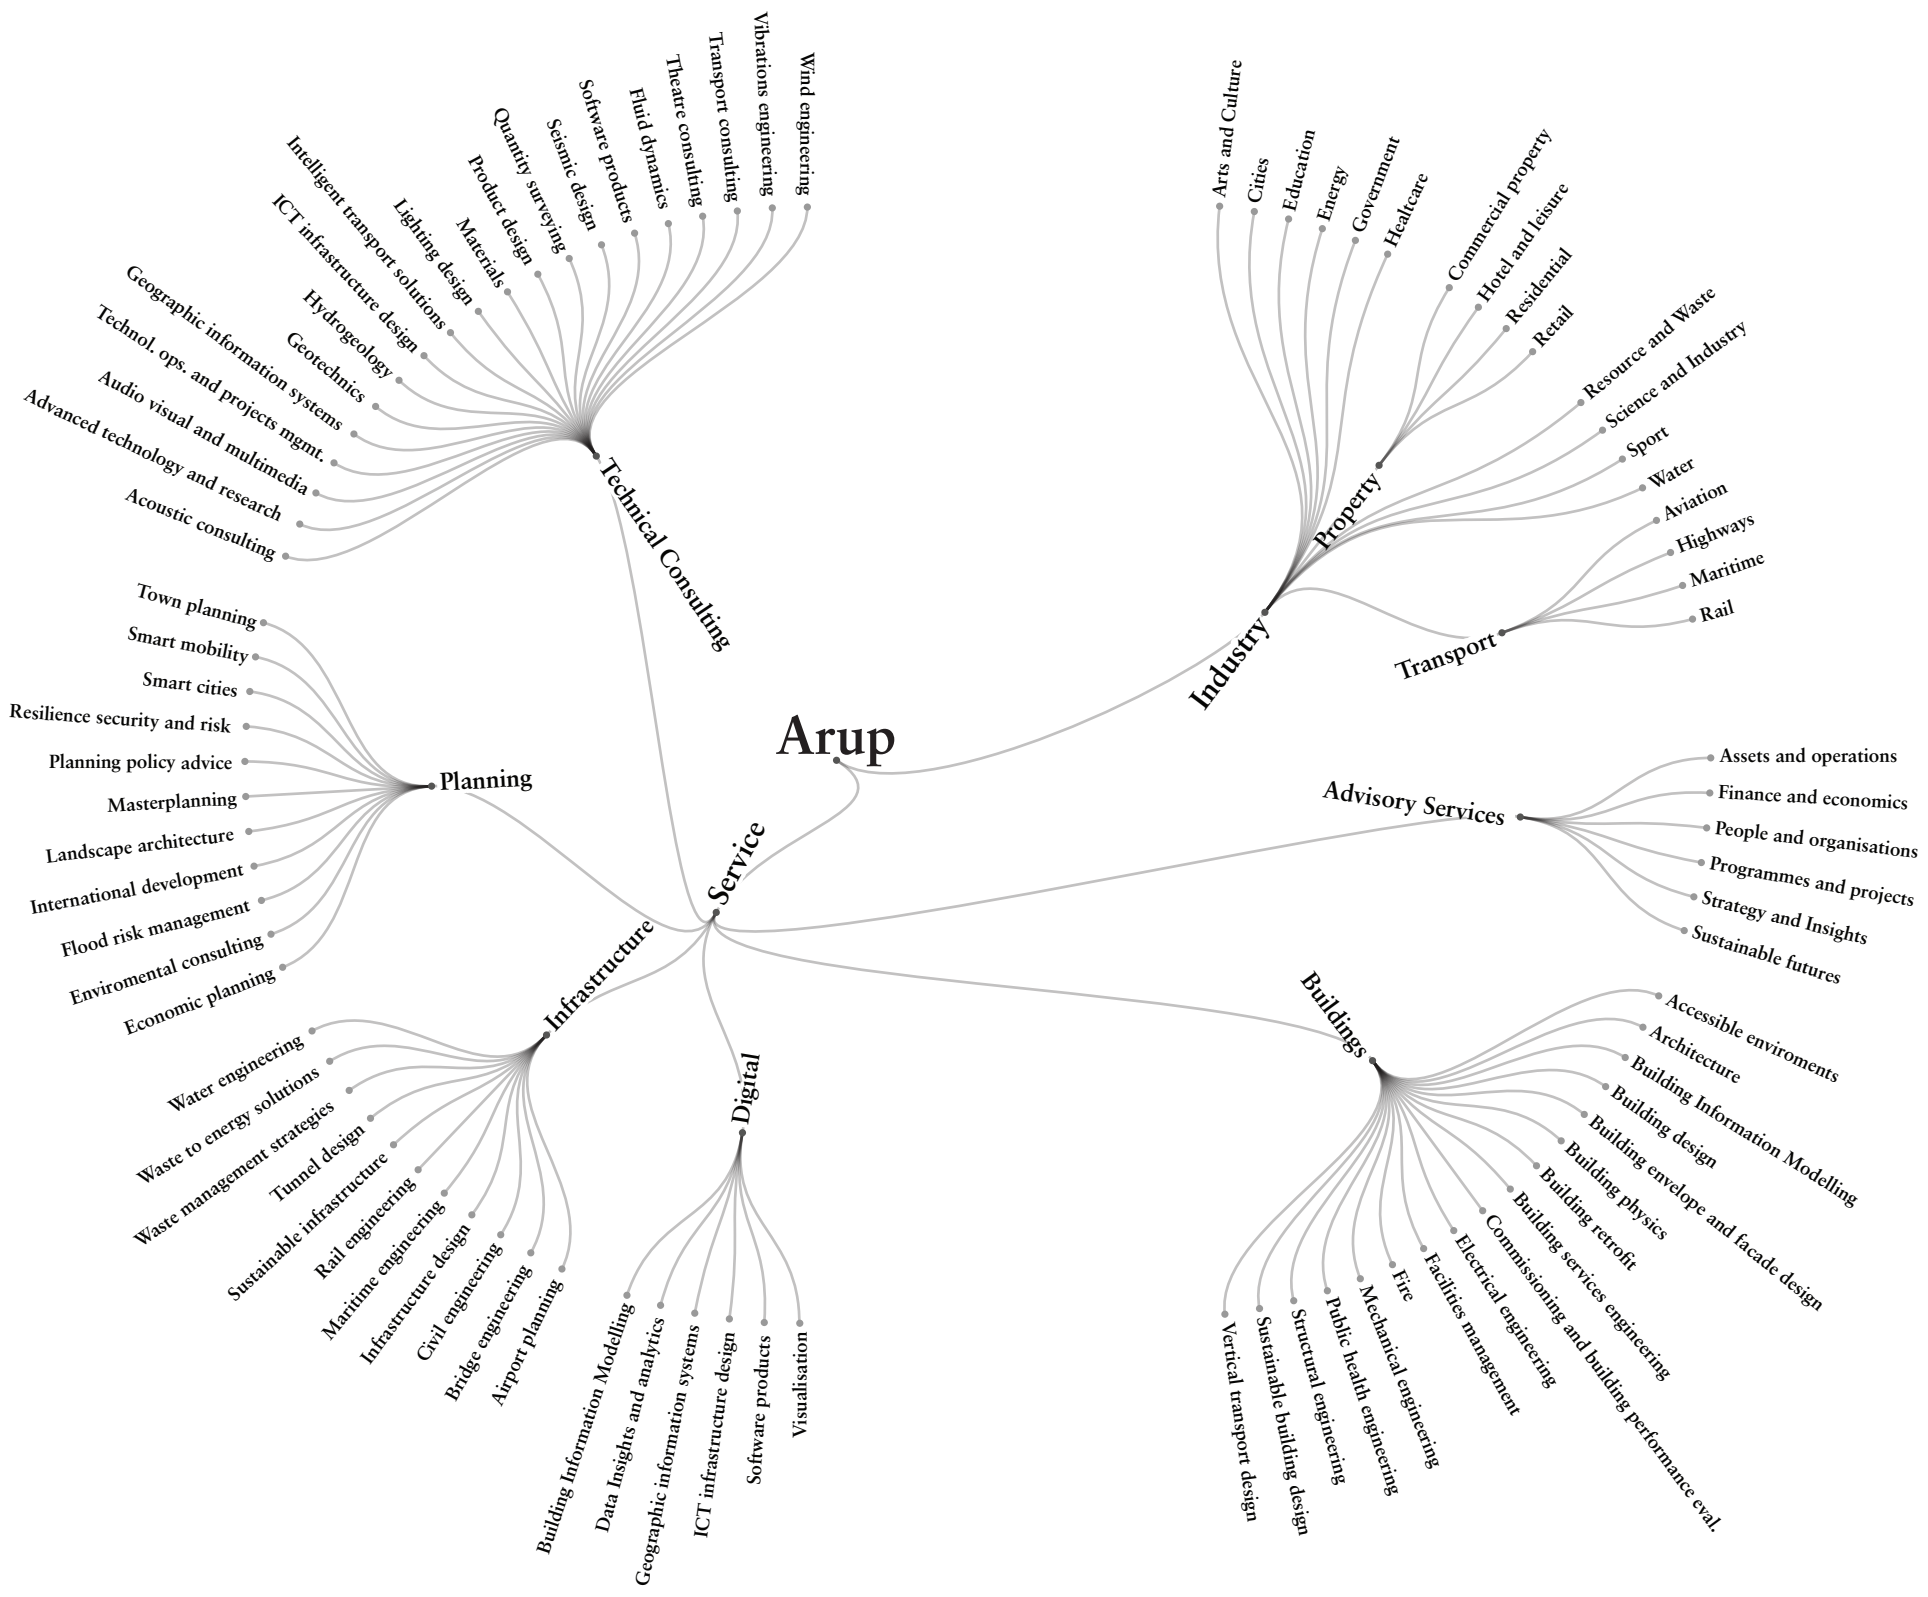 Arup
Industry
Arts and Culture
Cities
Education
Energy
Government
Healtcare
Property
Commercial property
Hotel and leisure
Residential
Retail
Resource and Waste
Science and Industry
Sport
Water
Transport
Aviation
Highways
Maritime
Rail
Service
Advisory Services
Assets and operations
Finance and economics
People and organisations
Programmes and projects
Strategy and Insights
Sustainable futures
Buildings
Accessible enviroments
Architecture
Building Information Modelling
Building design
Building envelope and facade design
Building physics
Building retrofit
Building services engineering
Commissioning and building performance eval.
Electrical engineering
Facilities management
Fire
Mechanical engineering
Public health engineering
Structural engineering
Sustainable building design
Vertical transport design
Digital
Visualisation
Software products
ICT infrastructure design
Geographic information systems
Data Insights and analytics
Building Information Modelling
Infrastructure
Airport planning
Bridge engineering
Civil engineering
Infrastructure design
Maritime engineering
Rail engineering
Sustainable infrastructure
Tunnel design
Waste management strategies
Waste to energy solutions
Water engineering
Planning
Economic planning
Enviromental consulting
Flood risk management
International development
Landscape architecture
Masterplanning
Planning policy advice
Resilience security and risk
Smart cities
Smart mobility
Town planning
Technical Consulting
Acoustic consulting
Advanced technology and research
Audio visual and multimedia
Technol. ops. and projects mgmt.
Geographic information systems
Geotechnics
Hydrogeology
ICT infrastructure design
Intelligent transport solutions
Lighting design
Materials
Product design
Quantity surveying
Seismic design
Software products
Fluid dynamics
Theatre consulting
Transport consulting
Vibrations engineering
Wind engineering